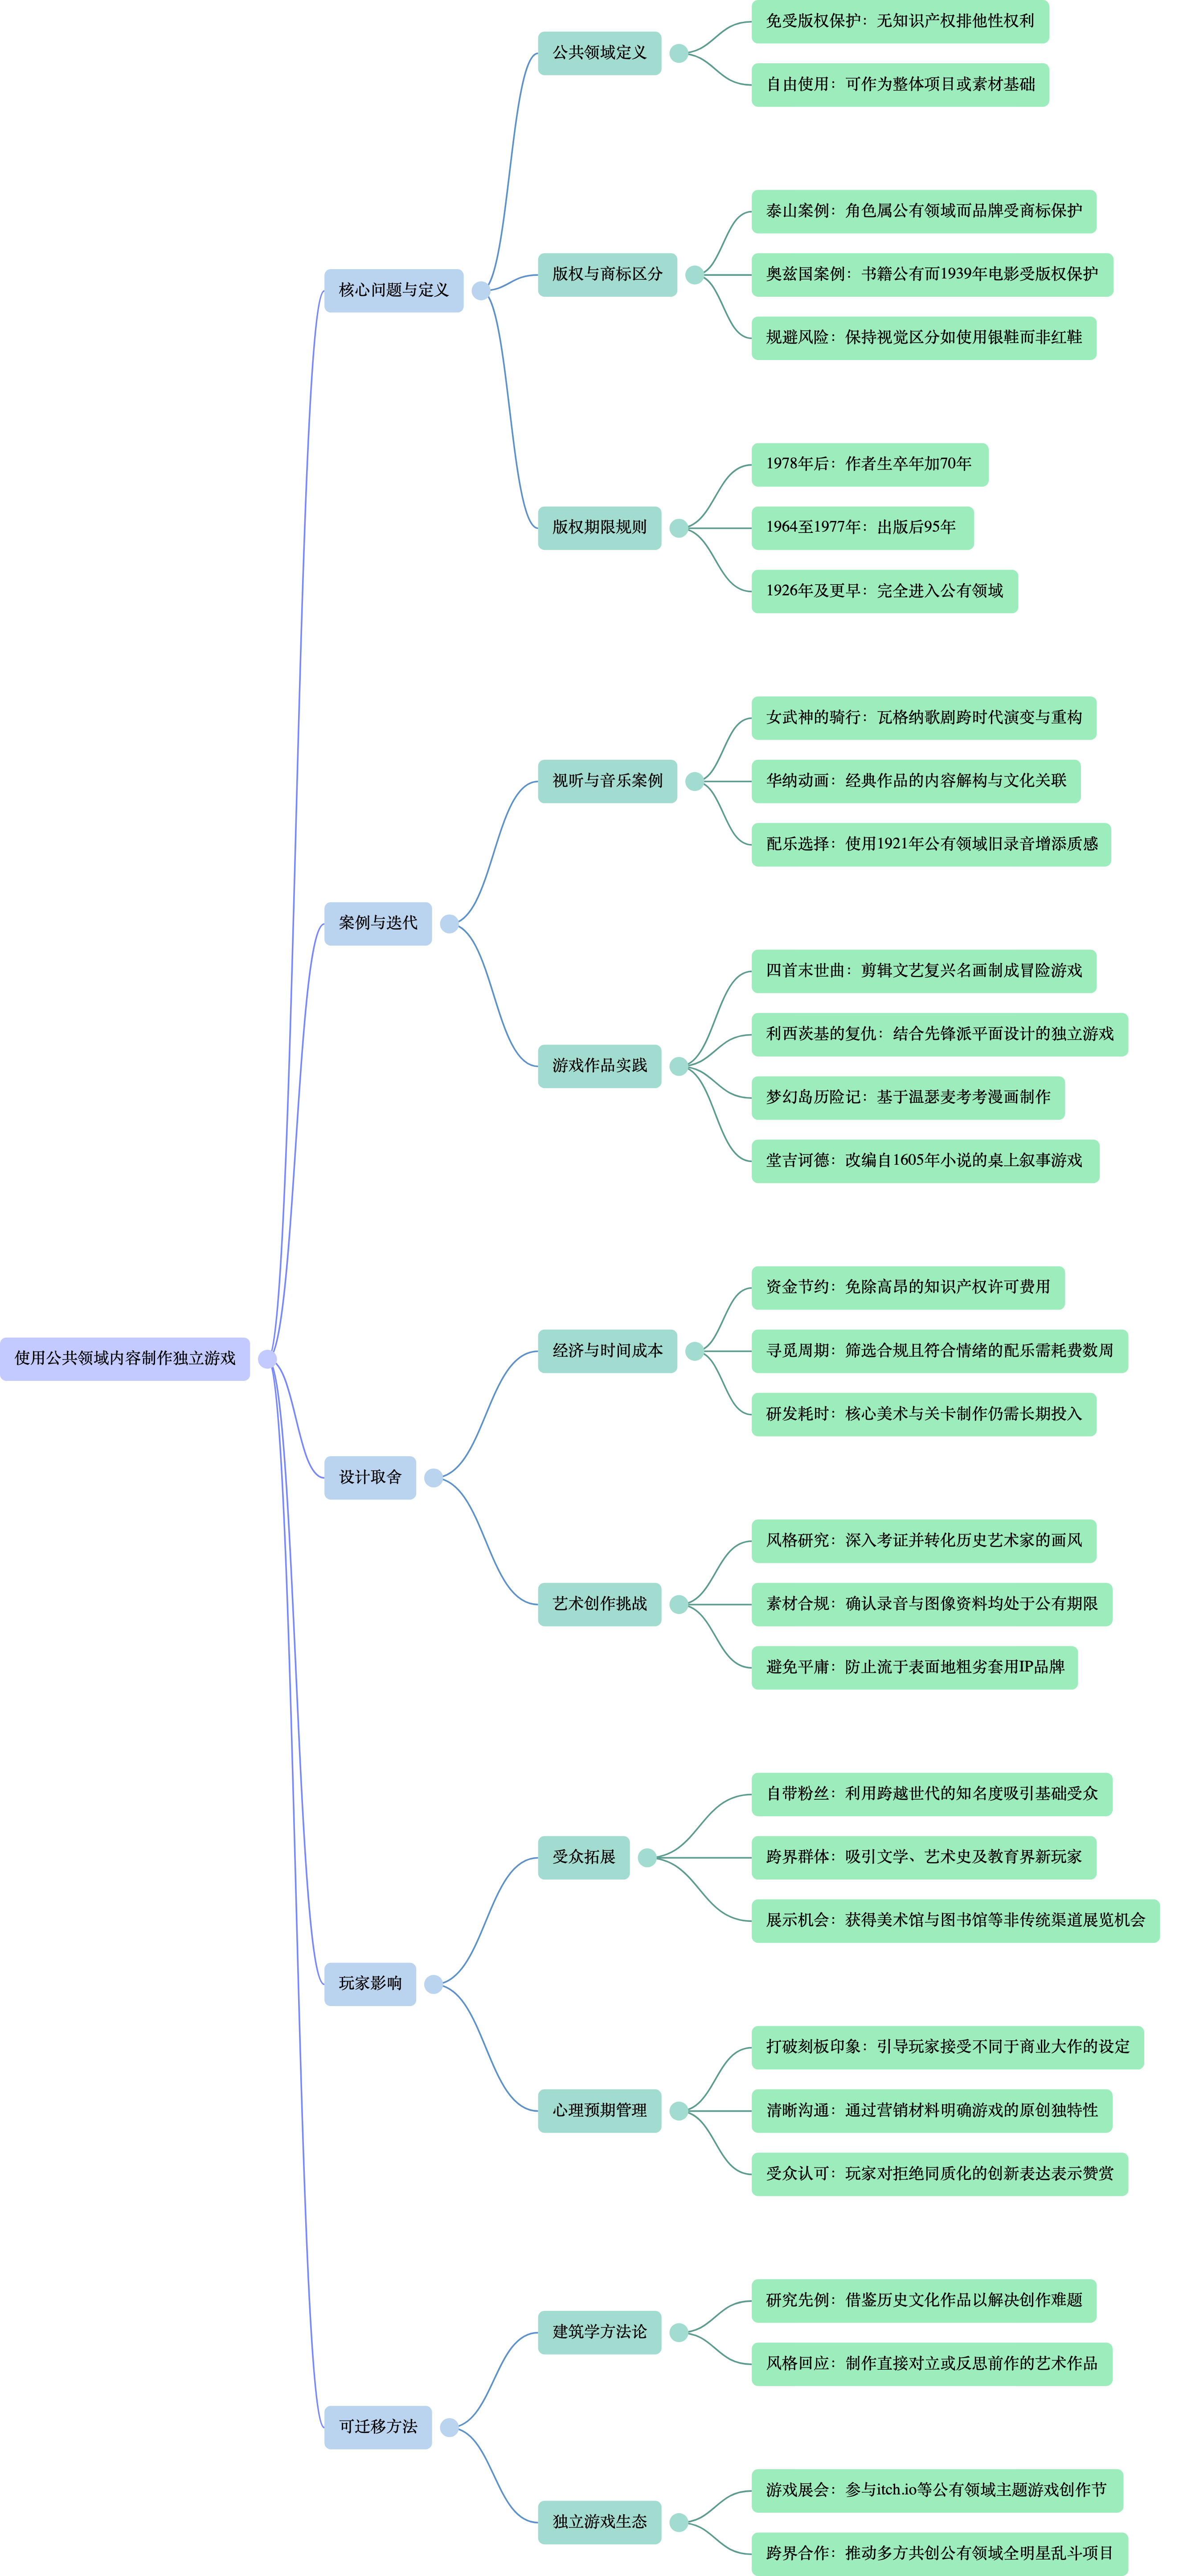 使用公共领域内容制作独立游戏
核心问题与定义
公共领域定义
免受版权保护：无知识产权排他性权利
自由使用：可作为整体项目或素材基础
版权与商标区分
泰山案例：角色属公有领域而品牌受商标保护
奥兹国案例：书籍公有而1939年电影受版权保护
规避风险：保持视觉区分如使用银鞋而非红鞋
版权期限规则
1978年后：作者生卒年加70年
1964至1977年：出版后95年
1926年及更早：完全进入公有领域
案例与迭代
视听与音乐案例
女武神的骑行：瓦格纳歌剧跨时代演变与重构
华纳动画：经典作品的内容解构与文化关联
配乐选择：使用1921年公有领域旧录音增添质感
游戏作品实践
四首末世曲：剪辑文艺复兴名画制成冒险游戏
利西茨基的复仇：结合先锋派平面设计的独立游戏
梦幻岛历险记：基于温瑟麦考考漫画制作
堂吉诃德：改编自1605年小说的桌上叙事游戏
设计取舍
经济与时间成本
资金节约：免除高昂的知识产权许可费用
寻觅周期：筛选合规且符合情绪的配乐需耗费数周
研发耗时：核心美术与关卡制作仍需长期投入
艺术创作挑战
风格研究：深入考证并转化历史艺术家的画风
素材合规：确认录音与图像资料均处于公有期限
避免平庸：防止流于表面地粗劣套用IP品牌
玩家影响
受众拓展
自带粉丝：利用跨越世代的知名度吸引基础受众
跨界群体：吸引文学、艺术史及教育界新玩家
展示机会：获得美术馆与图书馆等非传统渠道展览机会
心理预期管理
打破刻板印象：引导玩家接受不同于商业大作的设定
清晰沟通：通过营销材料明确游戏的原创独特性
受众认可：玩家对拒绝同质化的创新表达表示赞赏
可迁移方法
建筑学方法论
研究先例：借鉴历史文化作品以解决创作难题
风格回应：制作直接对立或反思前作的艺术作品
独立游戏生态
游戏展会：参与itch.io等公有领域主题游戏创作节
跨界合作：推动多方共创公有领域全明星乱斗项目